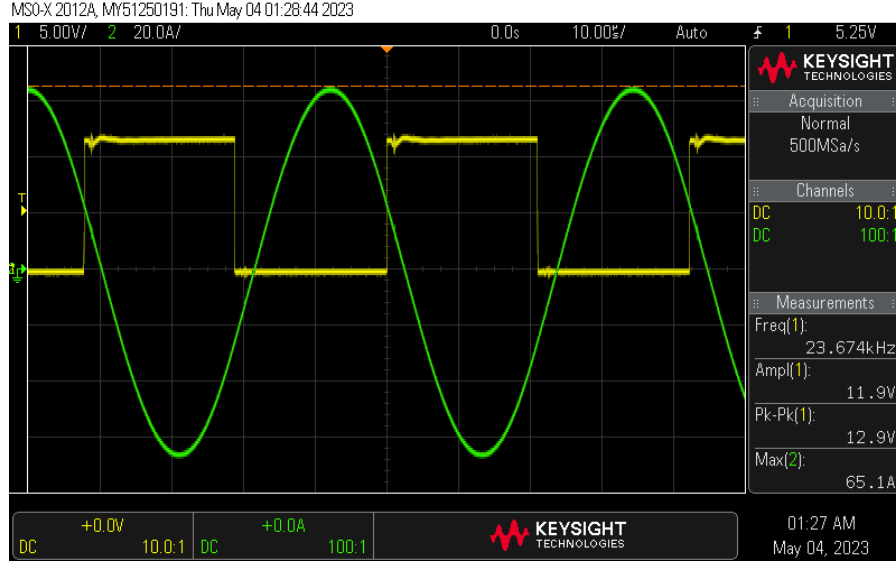 MSO-X 2012A, MY51250191: Thu May 04 01:28:44 2023
1 5.00V/ 2 20.0A/ 0.0s 10.00us/ Auto 1 5.25V
KEYSIGHT
TECHNOLOGIES
Acquisition
Normal
500MSa/s
Channels
DC 10.0:1
DC 100:1
Measurements
Freq(1):
23.674kHz
Ampl(1):
11.9V
Pk-Pk(1):
12.9V
Max(2):
65.1A
T
+0.0V
DC 10.0:1
+0.0A
DC 100:1
KEYSIGHT
TECHNOLOGIES
01:27 AM
May 04, 2023